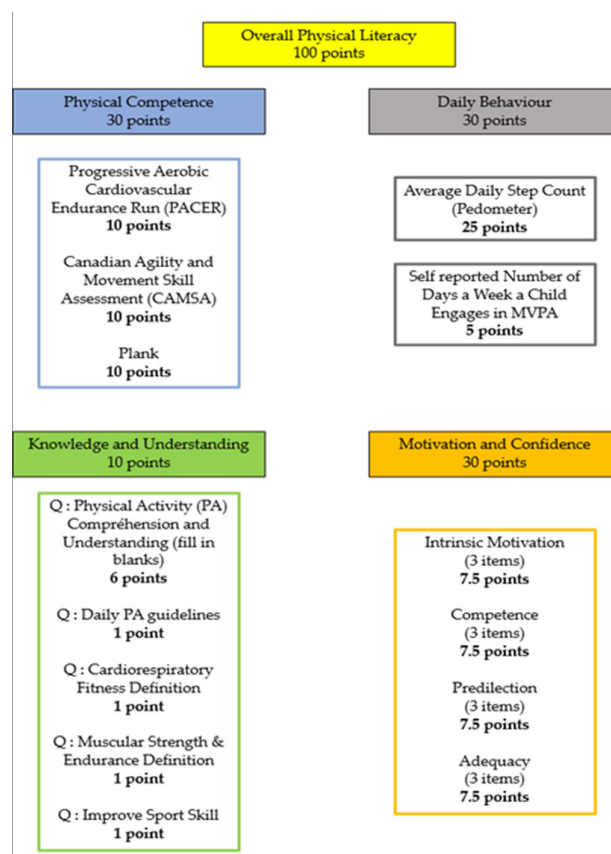 Overall Physical Literacy
100 points
Physical Competence
30 points
Progressive Aerobic
Cardiovascular
Endurance Run (PACER)
10 points
Canadian Agility and
Movement Skill
Assessment (CAMSA)
10 points
Plank
10 points
Daily Behaviour
30 points
Average Daily Step Count
(Pedometer)
25 points
Self reported Number of
Days a Week a Child
Engages in MVPA
5 points
Knowledge and Understanding
10 points
Q : Physical Activity (PA)
Compréhension and
Understanding (fill in
blanks)
6 points
Q : Daily PA guidelines
1 point
Q : Cardiorespiratory
Fitness Definition
1 point
Q : Muscular Strength &
Endurance Definition
1 point
Q : Improve Sport Skill
1 point
Motivation and Confidence
30 points
Intrinsic Motivation
(3 items)
7.5 points
Competence
(3 items)
7.5 points
Predilection
(3 items)
7.5 points
Adequacy
(3 items)
7.5 points